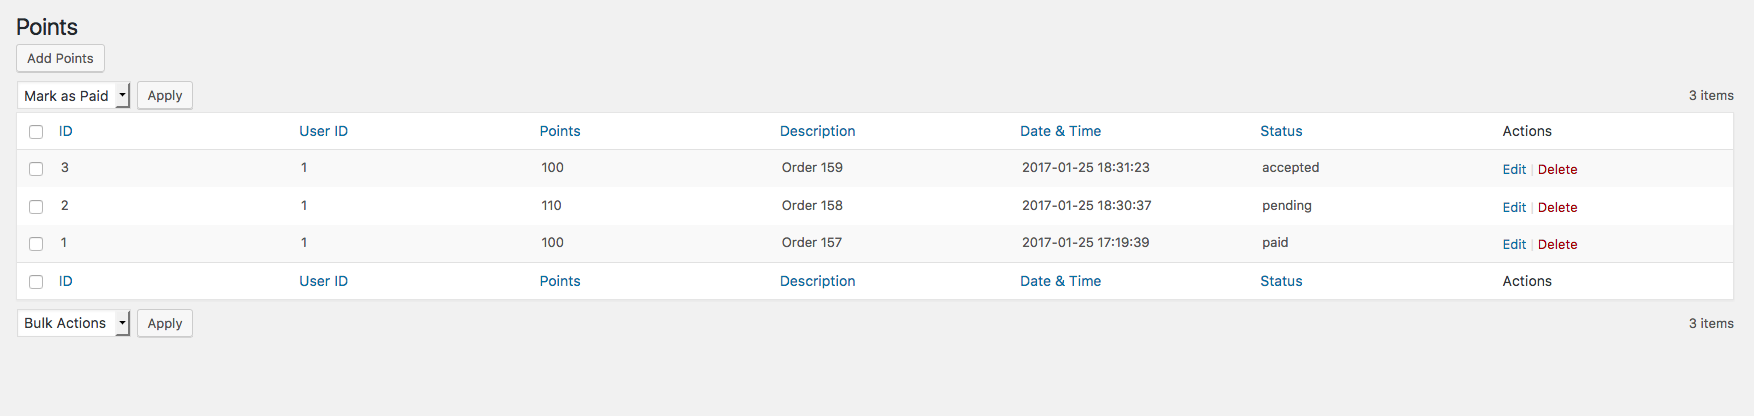 Points
Add Points
Mark as Paid Apply 3 items
ID User ID Points Description Date & Time Status Actions
3 1 100 Order 159 2017-01-25 18:31:23 accepted Edit | Delete
2 1 110 Order 158 2017-01-25 18:30:37 pending Edit | Delete
1 1 100 Order 157 2017-01-25 17:19:39 paid Edit | Delete
ID User ID Points Description Date & Time Status Actions
Bulk Actions Apply 3 items